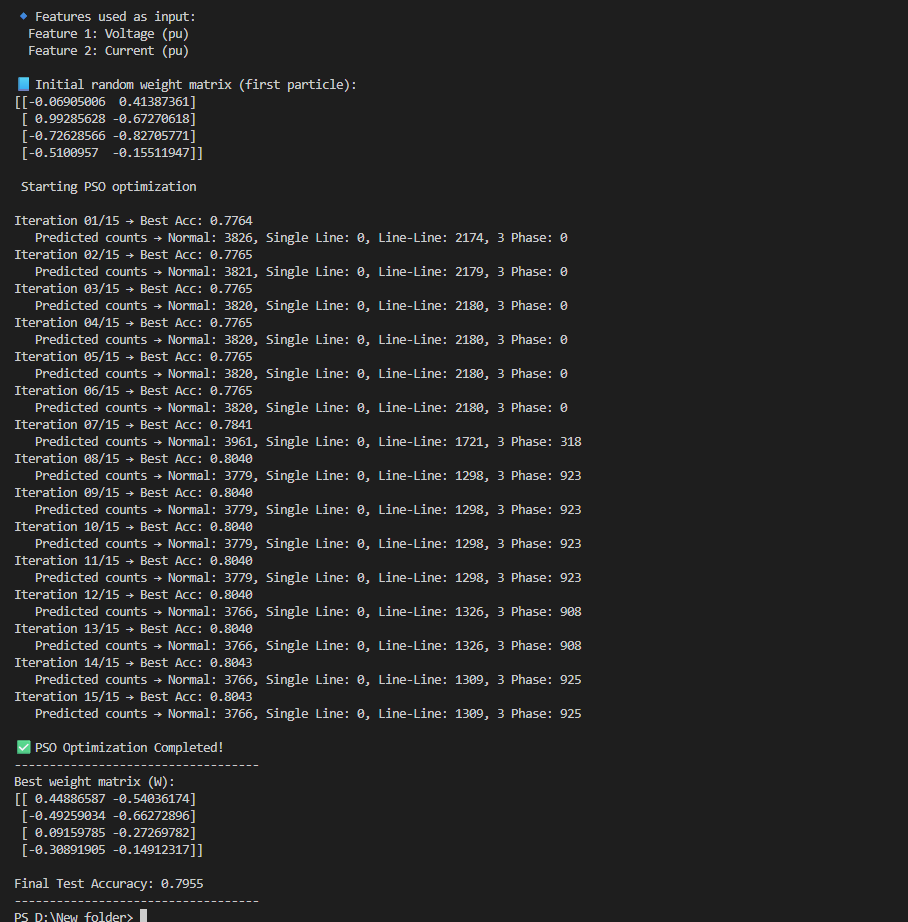 🔹 Features used as input:
Feature 1: Voltage (pu)
Feature 2: Current (pu)
📘 Initial random weight matrix (first particle):
[[-0.06905006  0.41387361]
[ 0.99285628 -0.67270618]
[-0.72628566 -0.82705771]
[-0.5100957  -0.15511947]]
Starting PSO optimization
Iteration 01/15 → Best Acc: 0.7764
Predicted counts → Normal: 3826, Single Line: 0, Line-Line: 2174, 3 Phase: 0
Iteration 02/15 → Best Acc: 0.7765
Predicted counts → Normal: 3821, Single Line: 0, Line-Line: 2179, 3 Phase: 0
Iteration 03/15 → Best Acc: 0.7765
Predicted counts → Normal: 3820, Single Line: 0, Line-Line: 2180, 3 Phase: 0
Iteration 04/15 → Best Acc: 0.7765
Predicted counts → Normal: 3820, Single Line: 0, Line-Line: 2180, 3 Phase: 0
Iteration 05/15 → Best Acc: 0.7765
Predicted counts → Normal: 3820, Single Line: 0, Line-Line: 2180, 3 Phase: 0
Iteration 06/15 → Best Acc: 0.7765
Predicted counts → Normal: 3820, Single Line: 0, Line-Line: 2180, 3 Phase: 0
Iteration 07/15 → Best Acc: 0.7841
Predicted counts → Normal: 3961, Single Line: 0, Line-Line: 1721, 3 Phase: 318
Iteration 08/15 → Best Acc: 0.8040
Predicted counts → Normal: 3779, Single Line: 0, Line-Line: 1298, 3 Phase: 923
Iteration 09/15 → Best Acc: 0.8040
Predicted counts → Normal: 3779, Single Line: 0, Line-Line: 1298, 3 Phase: 923
Iteration 10/15 → Best Acc: 0.8040
Predicted counts → Normal: 3779, Single Line: 0, Line-Line: 1298, 3 Phase: 923
Iteration 11/15 → Best Acc: 0.8040
Predicted counts → Normal: 3779, Single Line: 0, Line-Line: 1298, 3 Phase: 923
Iteration 12/15 → Best Acc: 0.8040
Predicted counts → Normal: 3766, Single Line: 0, Line-Line: 1326, 3 Phase: 908
Iteration 13/15 → Best Acc: 0.8040
Predicted counts → Normal: 3766, Single Line: 0, Line-Line: 1326, 3 Phase: 908
Iteration 14/15 → Best Acc: 0.8043
Predicted counts → Normal: 3766, Single Line: 0, Line-Line: 1309, 3 Phase: 925
Iteration 15/15 → Best Acc: 0.8043
Predicted counts → Normal: 3766, Single Line: 0, Line-Line: 1309, 3 Phase: 925
✅ PSO Optimization Completed!
-----------------------------------
Best weight matrix (W):
[[ 0.44886587 -0.54036174]
[-0.49259034 -0.66272896]
[ 0.09159785 -0.27269782]
[-0.30891905 -0.14912317]]
Final Test Accuracy: 0.7955
-----------------------------------
PS D:\New folder>